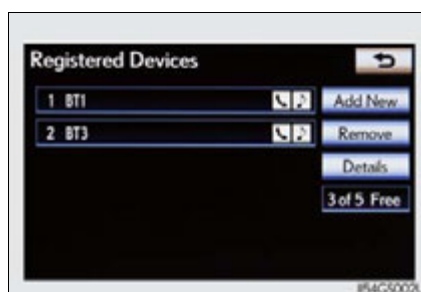 Registered Devices
1 BT1
Add New
2 BT3
Remove
Details
3 of 5 Free